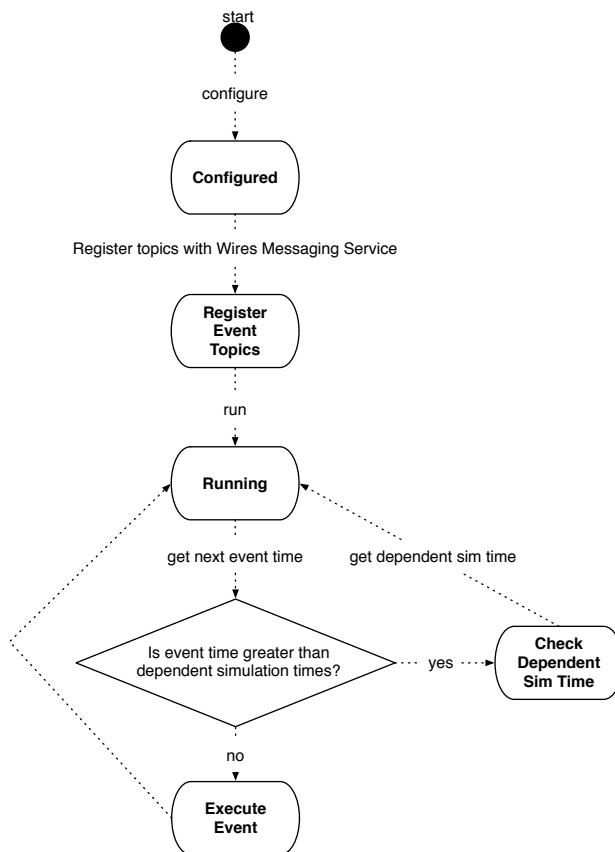 start
configure
Configured
Register topics with Wires Messaging Service
Register
Event
Topics
run
Running
get next event time
get dependent sim time
Is event time greater than
dependent simulation times?
yes
Check
Dependent
Sim Time
no
Execute
Event